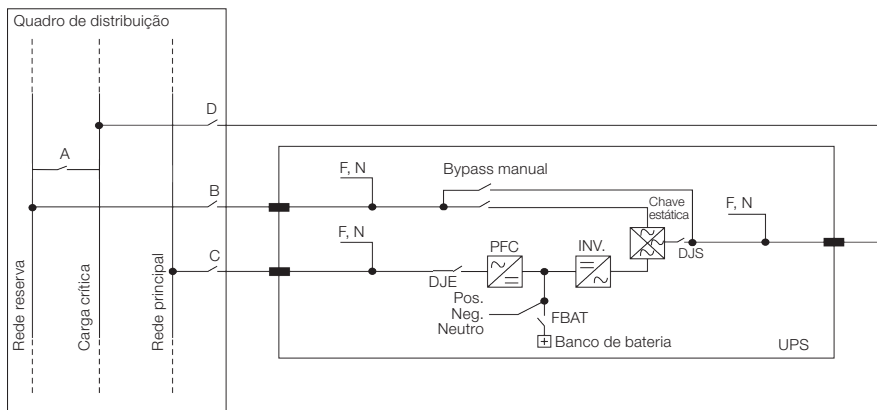 Quadro de distribuição
D
A
F, N
Bypass manual
B
Chave
estática
F, N
F, N
C
PFC
INV.
DJS
DJE
Pos.
Neg.
Neutro
FBAT
Banco de bateria
UPS
Rede reserva
Carga crítica
Rede principal